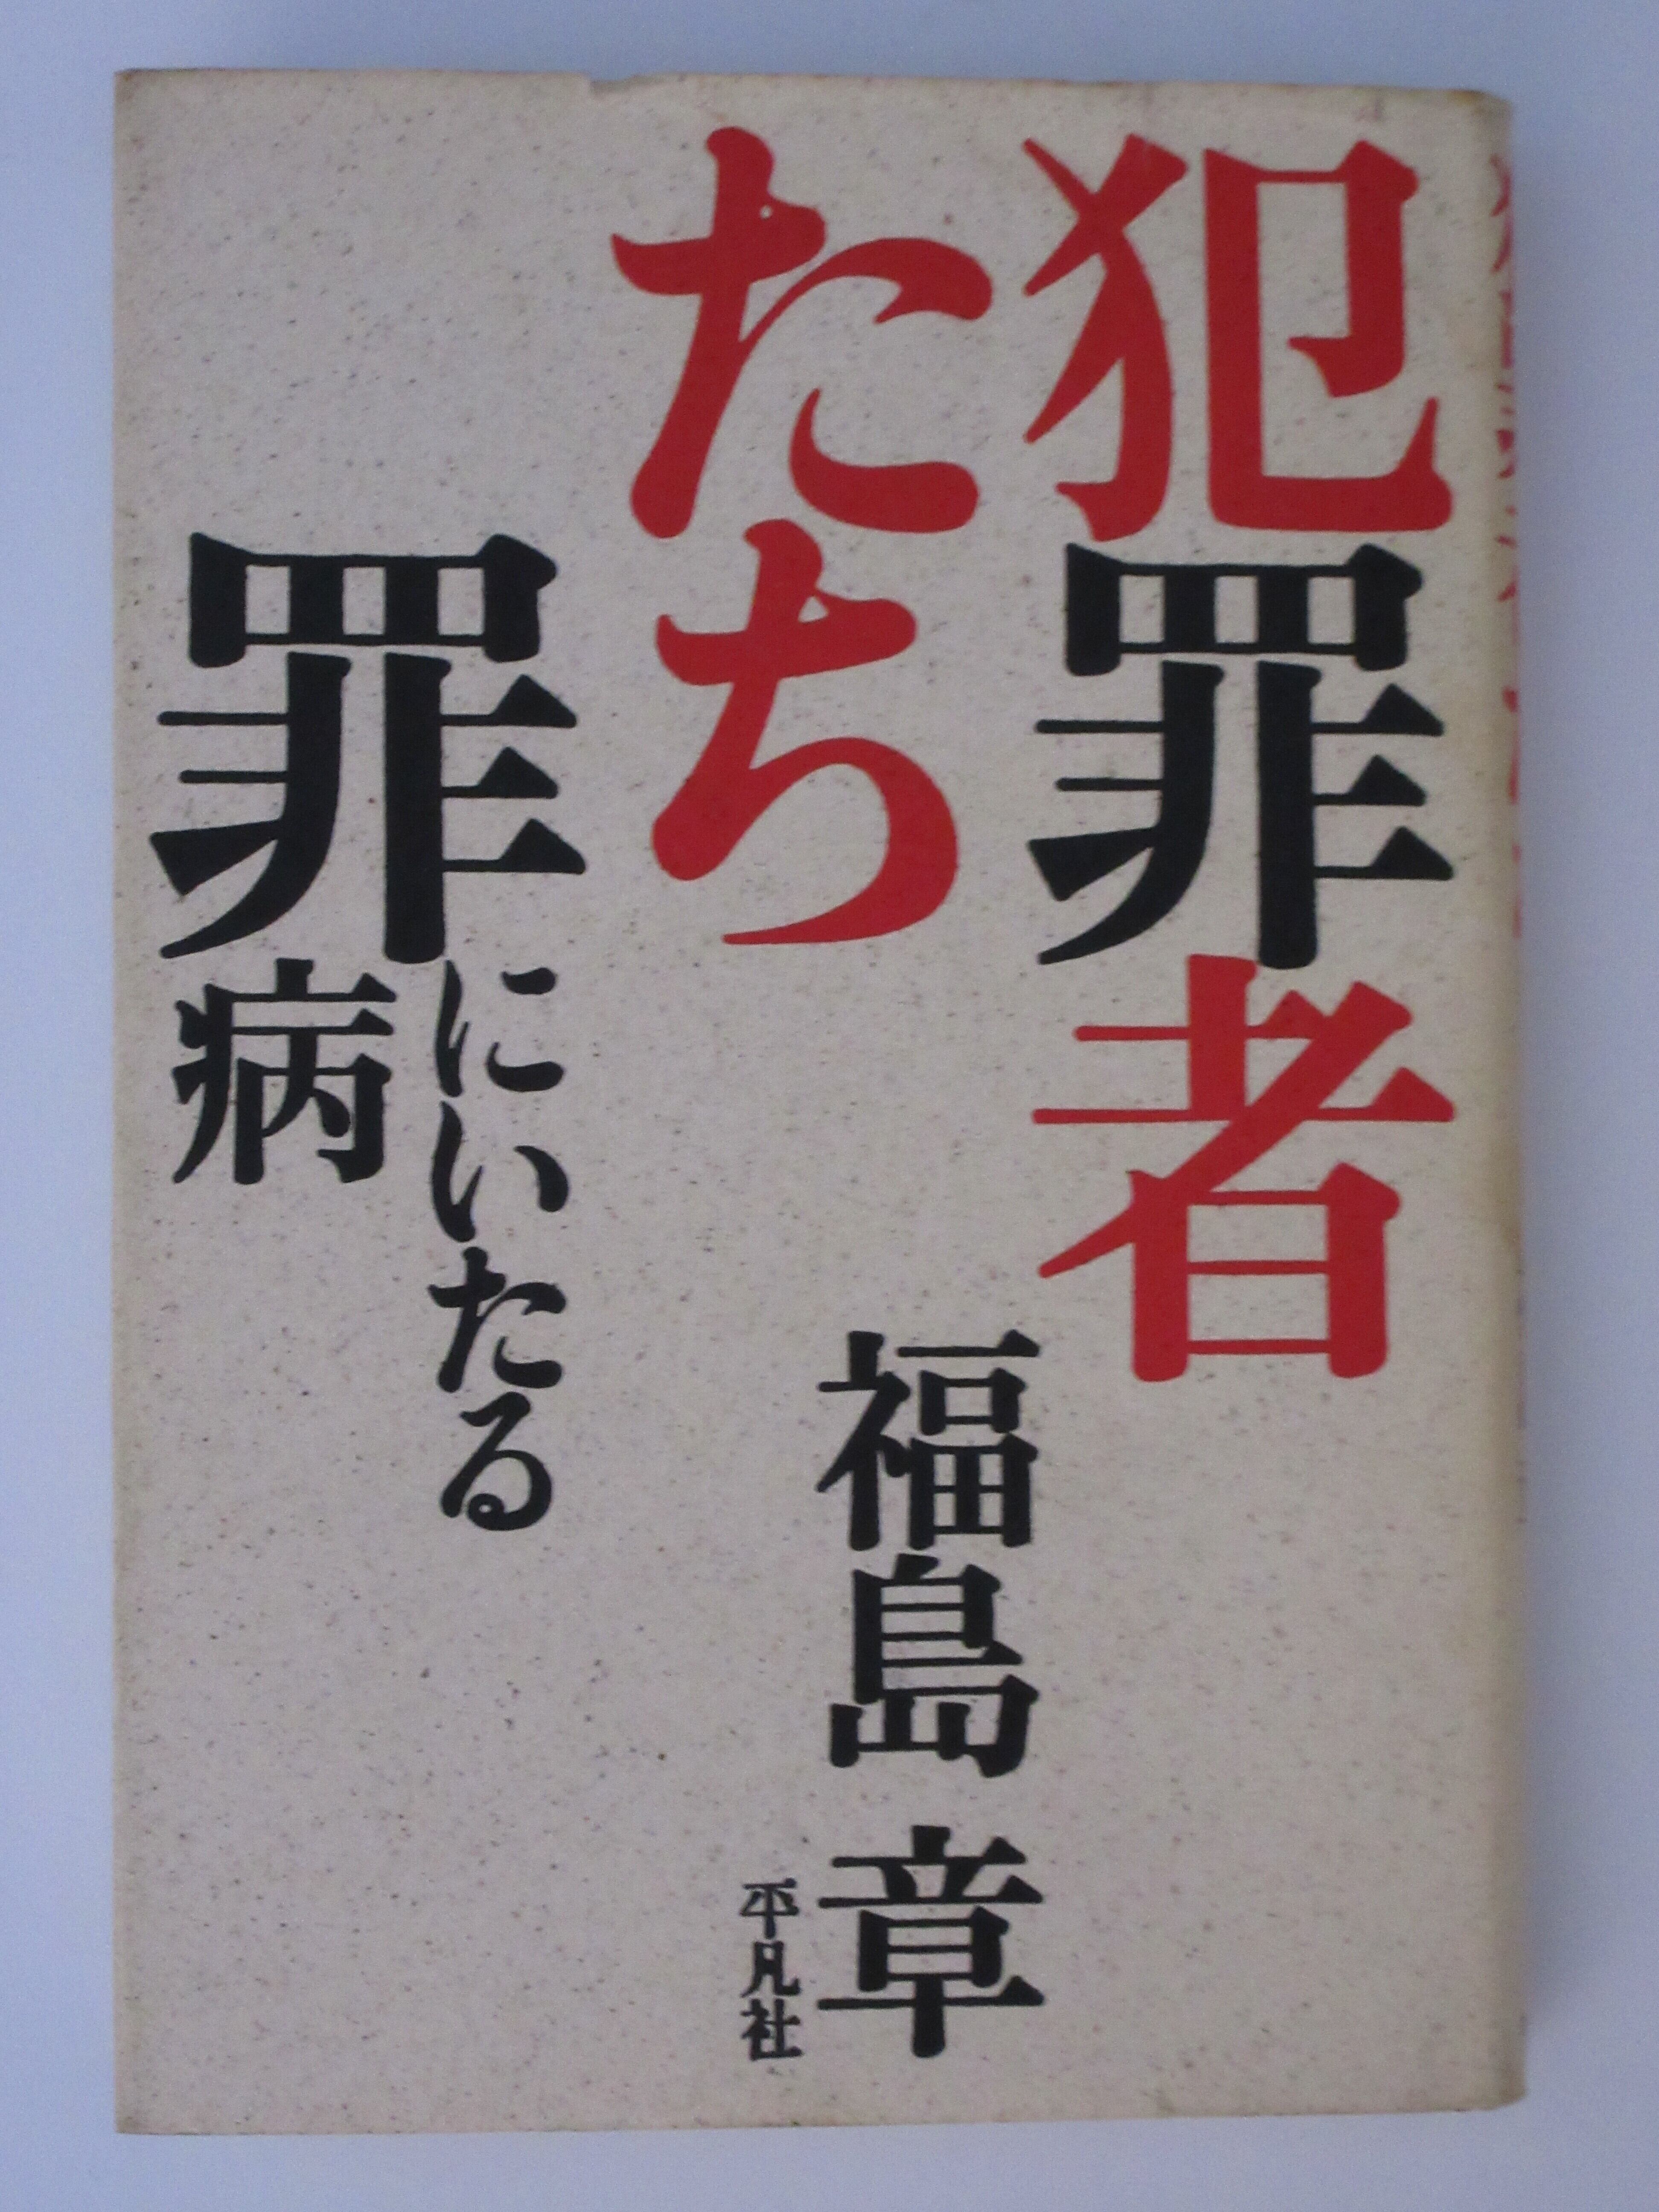 犯罪者
たち
福島 章
平凡社
罪にいたる
病